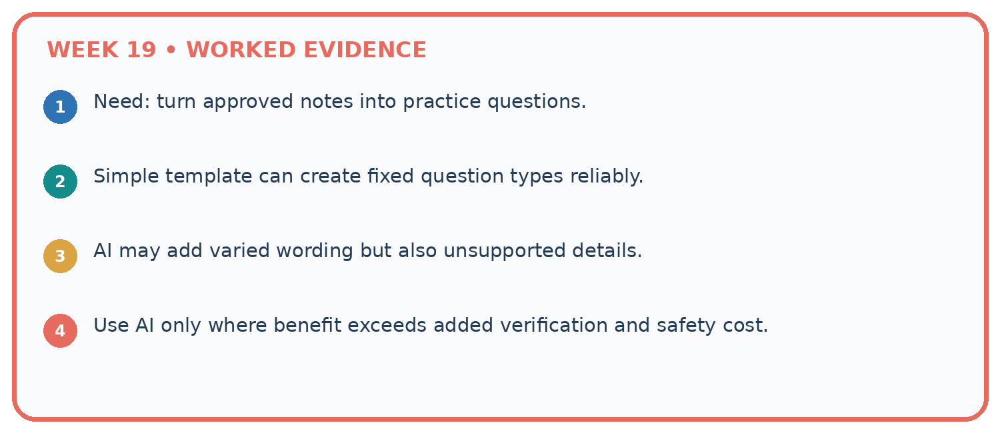 WEEK 19 • WORKED EVIDENCE
1 Need: turn approved notes into practice questions.
2 Simple template can create fixed question types reliably.
3 AI may add varied wording but also unsupported details.
4 Use AI only where benefit exceeds added verification and safety cost.